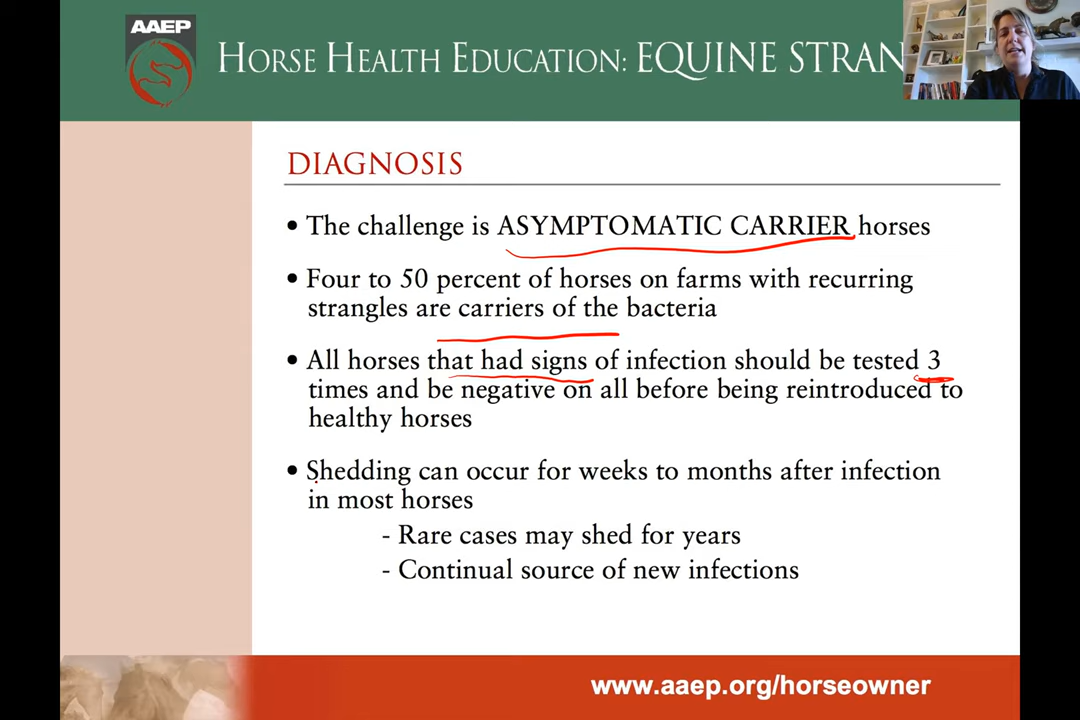 AAEP
HORSE HEALTH EDUCATION: EQUINE STRAN
DIAGNOSIS
• The challenge is ASYMPTOMATIC CARRIER horses
• Four to 50 percent of horses on farms with recurring
strangles are carriers of the bacteria
• All horses that had signs of infection should be tested 3
times and be negative on all before being reintroduced to
healthy horses
• Shedding can occur for weeks to months after infection
in most horses
- Rare cases may shed for years
- Continual source of new infections
www.aaep.org/horseowner